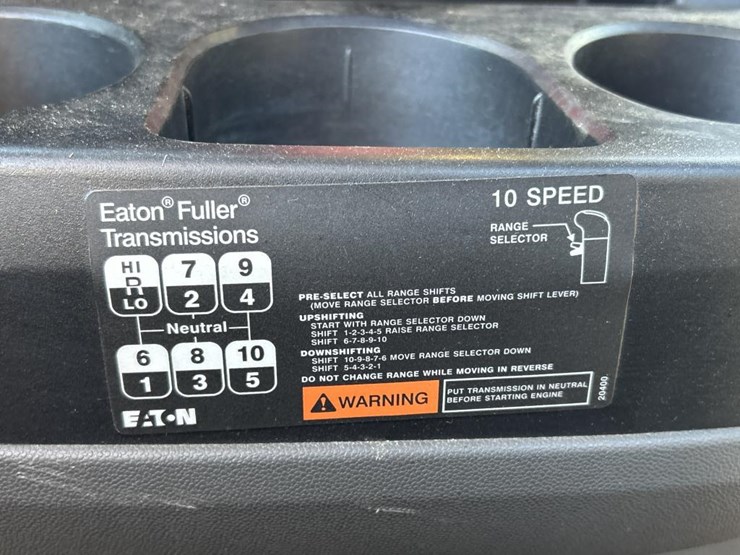 Eaton® Fuller®
Transmissions
10 SPEED
RANGE
SELECTOR
HI
R
LO
7
2
9
4
Neutral
6
1
8
3
10
5
PRE-SELECT ALL RANGE SHIFTS
(MOVE RANGE SELECTOR BEFORE MOVING SHIFT LEVER)
UPSHIFTING
START WITH RANGE SELECTOR DOWN
SHIFT 1-2-3-4-5 RAISE RANGE SELECTOR
SHIFT 6-7-8-9-10
DOWNSHIFTING
SHIFT 10-9-8-7-6 MOVE RANGE SELECTOR DOWN
SHIFT 5-4-3-2-1
DO NOT CHANGE RANGE WHILE MOVING IN REVERSE
WARNING
PUT TRANSMISSION IN NEUTRAL
BEFORE STARTING ENGINE
20400
EATON